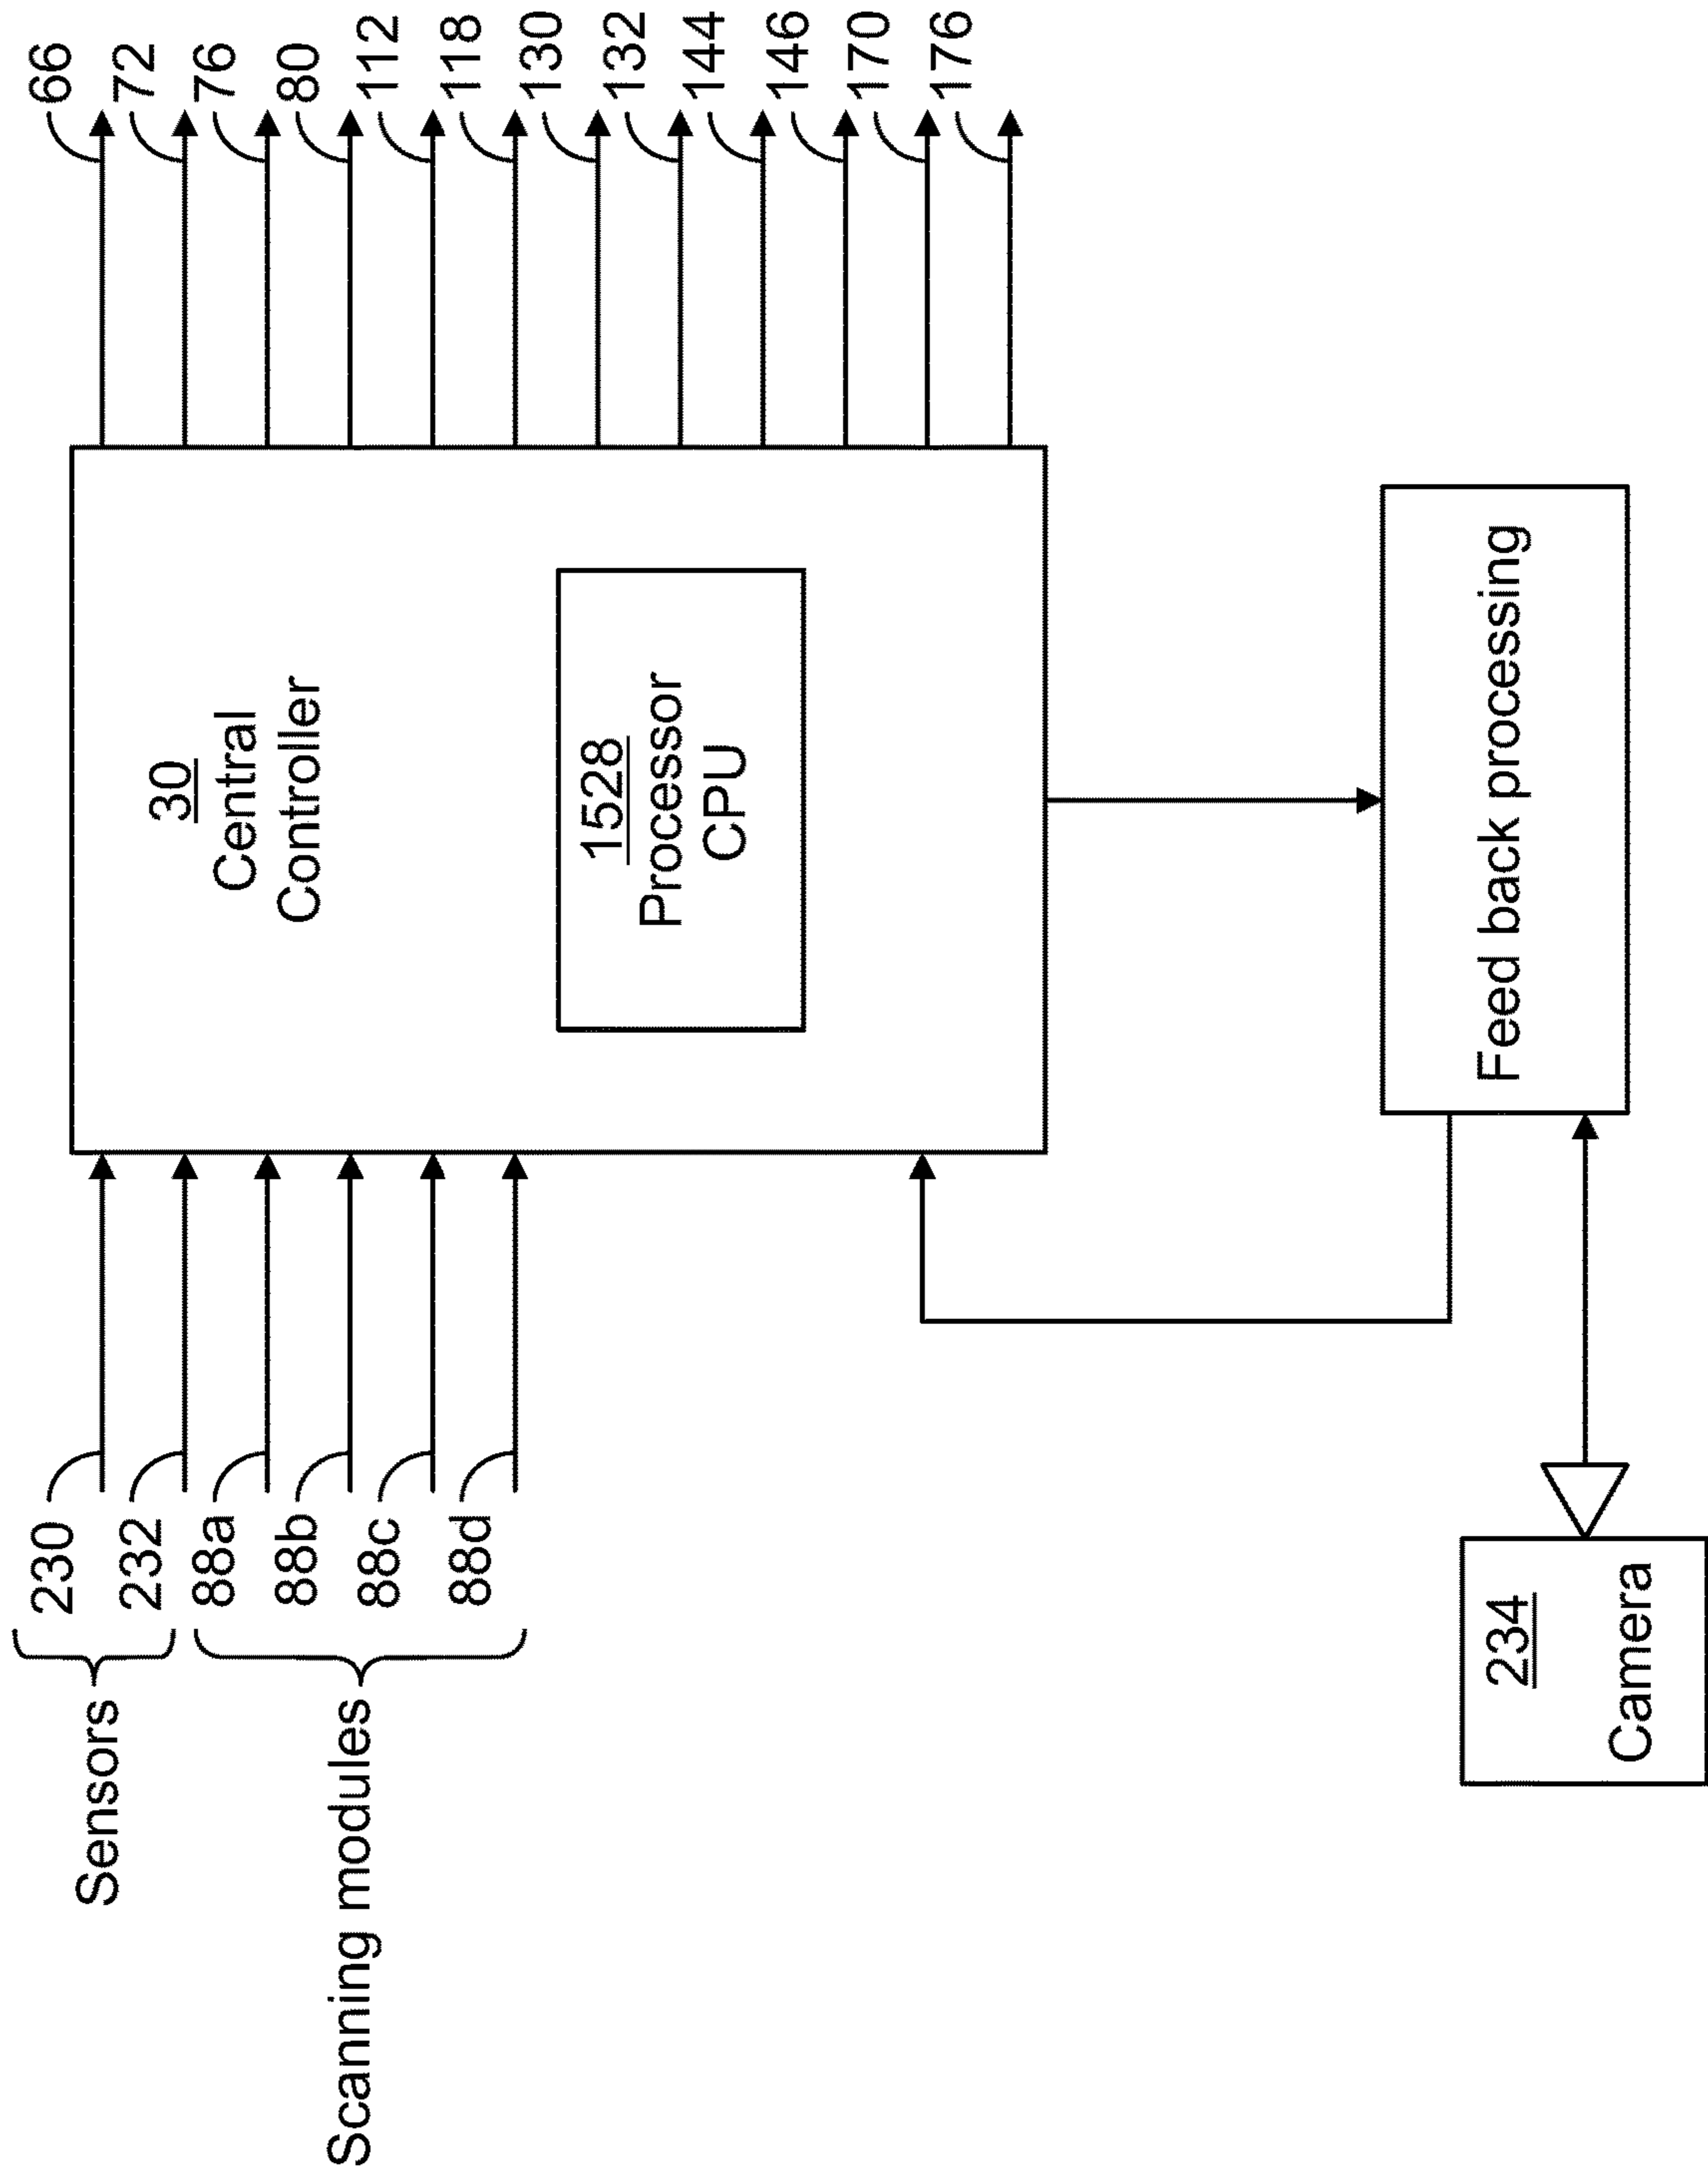 Sensors
230
232
Scanning modules
88a
88b
88c
88d
30
Central
Controller
1528
Processor
CPU
66
72
76
80
112
118
130
132
144
146
170
176
234
Camera
Feed back processing